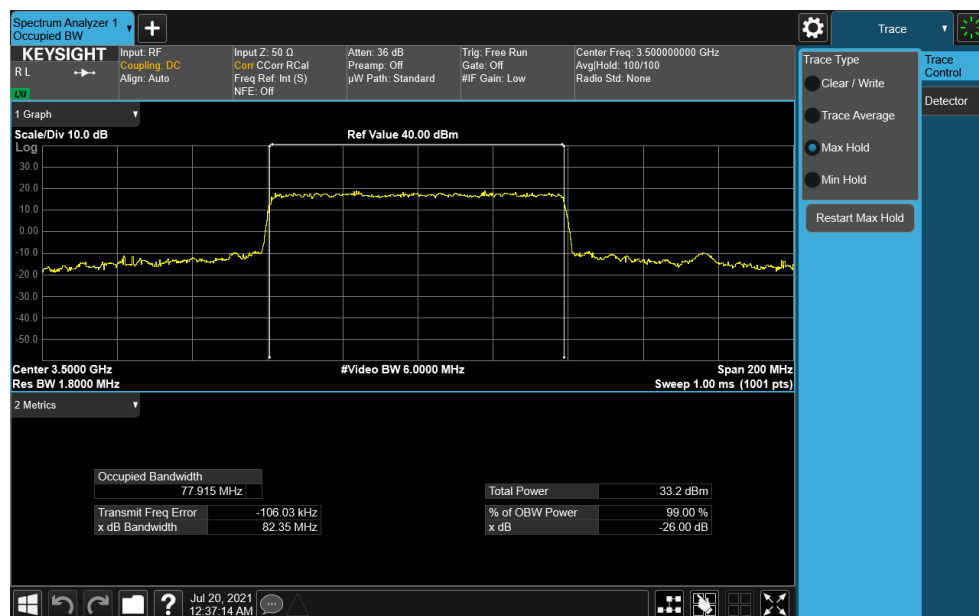 Spectrum Analyzer 1
Occupied BW
Trace
KEYSIGHT
R L
LXI
Input: RF
Coupling: DC
Align: Auto
Input Z: 50 Ω
Corr CCorr RCal
Freq Ref: Int (S)
NFE: Off
Atten: 36 dB
Preamp: Off
µW Path: Standard
Trig: Free Run
Gate: Off
#IF Gain: Low
Center Freq: 3.500000000 GHz
Avg|Hold: 100/100
Radio Std: None
Trace Type
Clear / Write
Trace Average
Max Hold
Min Hold
Restart Max Hold
Trace
Control
Detector
1 Graph
Scale/Div 10.0 dB
Ref Value 40.00 dBm
Log
30.0
20.0
10.0
0.00
-10.0
-20.0
-30.0
-40.0
-50.0
Center 3.5000 GHz
#Video BW 6.0000 MHz
Span 200 MHz
Res BW 1.8000 MHz
Sweep 1.00 ms (1001 pts)
2 Metrics
Occupied Bandwidth
77.915 MHz
Total Power 33.2 dBm
Transmit Freq Error -106.03 kHz
% of OBW Power 99.00 %
x dB Bandwidth 82.35 MHz
x dB -26.00 dB
?
Jul 20, 2021
12:37:14 AM